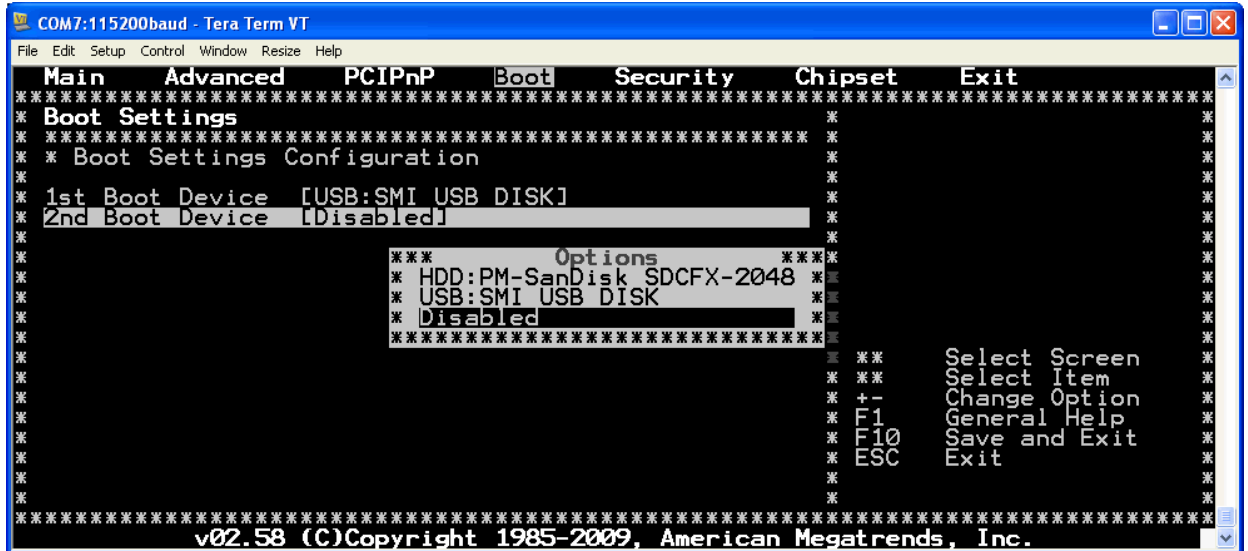 COM7:115200baud - Tera Term VT
File Edit Setup Control Window Resize Help
Main Advanced PCIPnP Boot Security Chipset Exit
********************************************************************************
* Boot Settings * *
* *************************************************** * *
* * Boot Settings Configuration * *
* * *
* 1st Boot Device [USB:SMI USB DISK] * *
* 2nd Boot Device [Disabled] * *
* * *
* *** Options **** *
* * HDD:PM-SanDisk SDCFX-2048 ** *
* * USB:SMI USB DISK ** *
* * Disabled ** *
* ****************************** *
* * ** Select Screen *
* * ** Select Item *
* * +- Change Option *
* * F1 General Help *
* * F10 Save and Exit *
* * ESC Exit *
* * *
* * *
********************************************************************************
v02.58 (C)Copyright 1985-2009, American Megatrends, Inc.